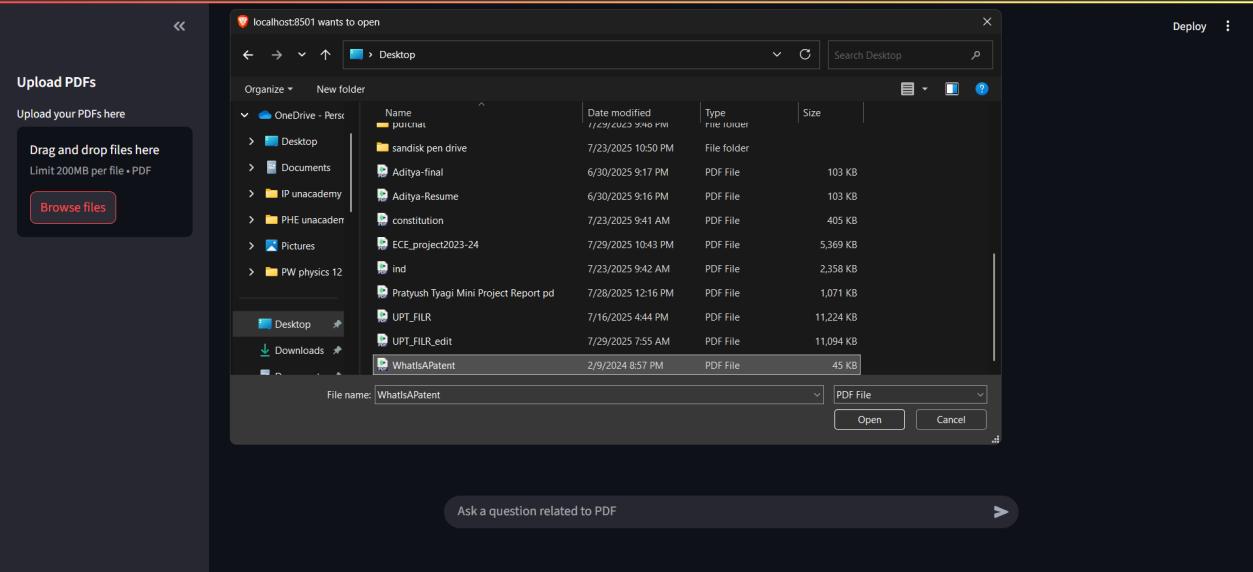 localhost:8501 wants to open
Deploy
Desktop
Search Desktop
Upload PDFs
Organize
New folder
Upload your PDFs here
Drag and drop files here
Limit 200MB per file • PDF
Browse files
OneDrive - Persc
Desktop
Documents
IP unacademy
PHE unacaden
Pictures
PW physics 12
Desktop
Downloads
Name Date modified Type Size
pdfchat 7/29/2025 9:48 PM File folder
sandisk pen drive 7/23/2025 10:50 PM File folder
Aditya-final 6/30/2025 9:17 PM PDF File 103 KB
Aditya-Resume 6/30/2025 9:16 PM PDF File 103 KB
constitution 7/23/2025 9:41 AM PDF File 405 KB
ECE_project2023-24 7/29/2025 10:43 PM PDF File 5,369 KB
ind 7/23/2025 9:42 AM PDF File 2,358 KB
Pratyush Tyagi Mini Project Report pd 7/28/2025 12:16 PM PDF File 1,071 KB
UPT_FILR 7/16/2025 4:44 PM PDF File 11,224 KB
UPT_FILR_edit 7/29/2025 7:55 AM PDF File 11,094 KB
WhatIsAPatent 2/9/2024 8:57 PM PDF File 45 KB
File name: WhatIsAPatent
PDF File
Open
Cancel
Ask a question related to PDF